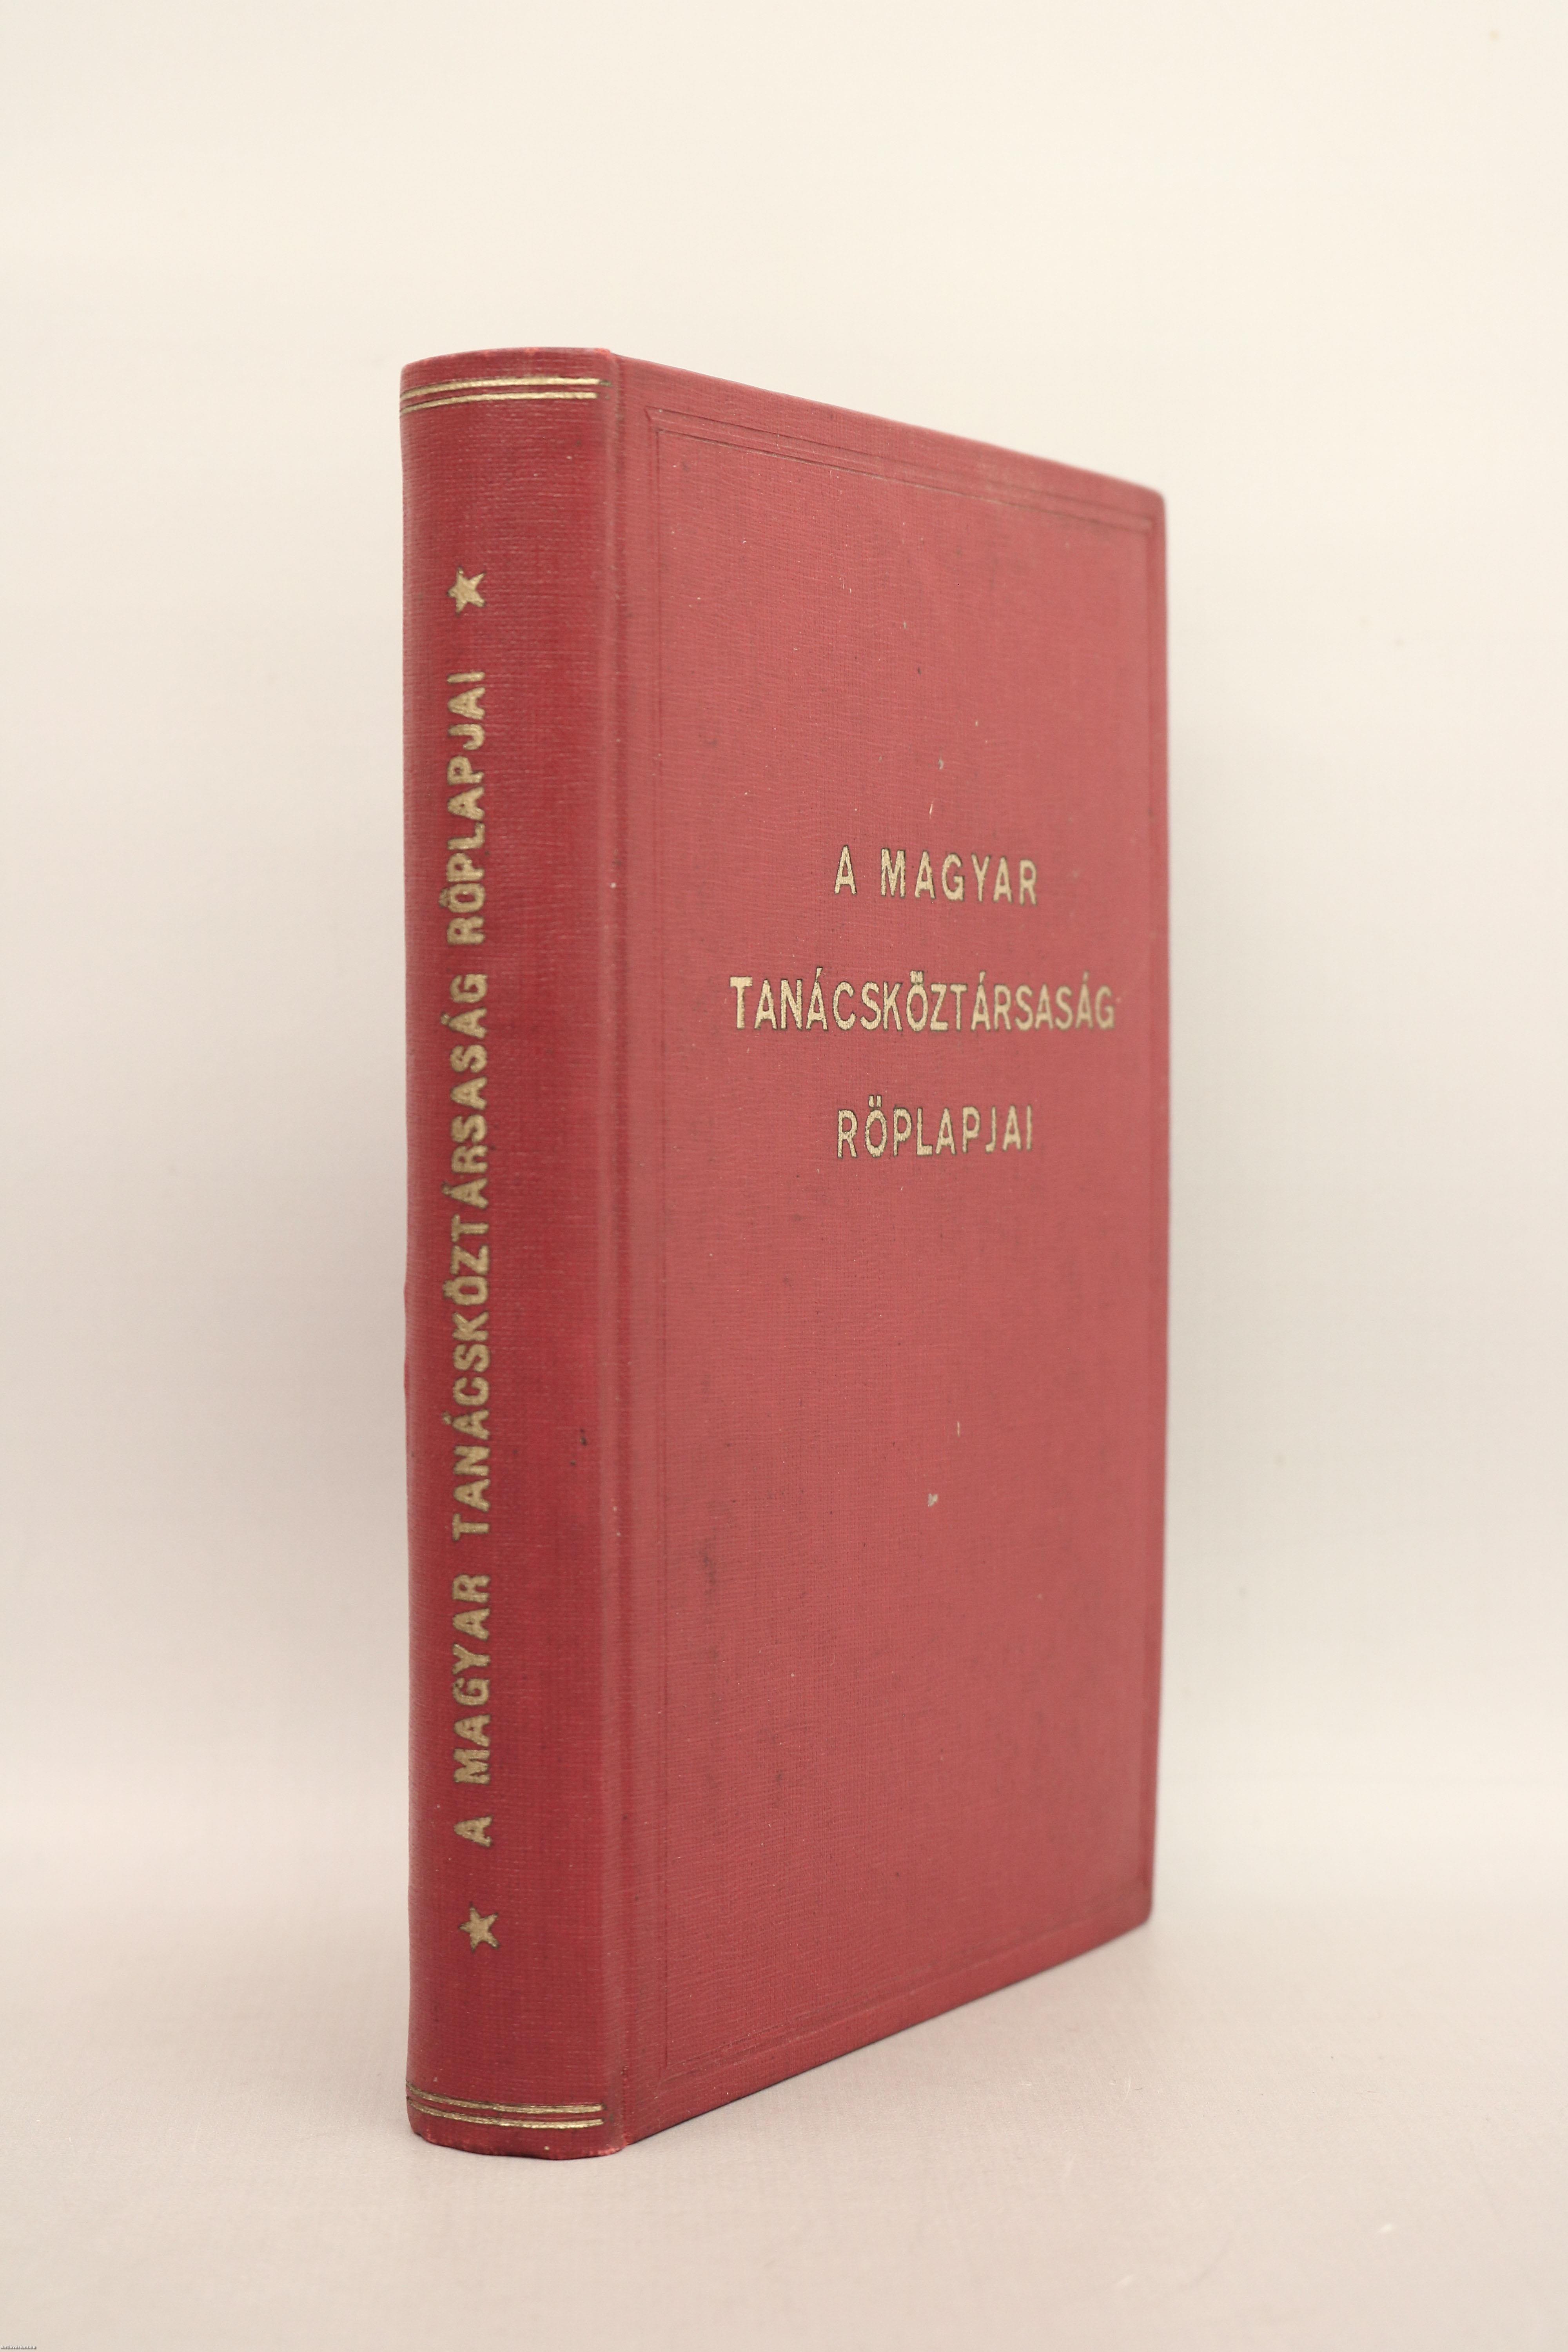 ★ A MAGYAR TANÁCSKÖZTÁRSASÁG RÖPLAPJAI ★
A MAGYAR
TANÁCSKÖZTÁRSASÁG
RÖPLAPJAI